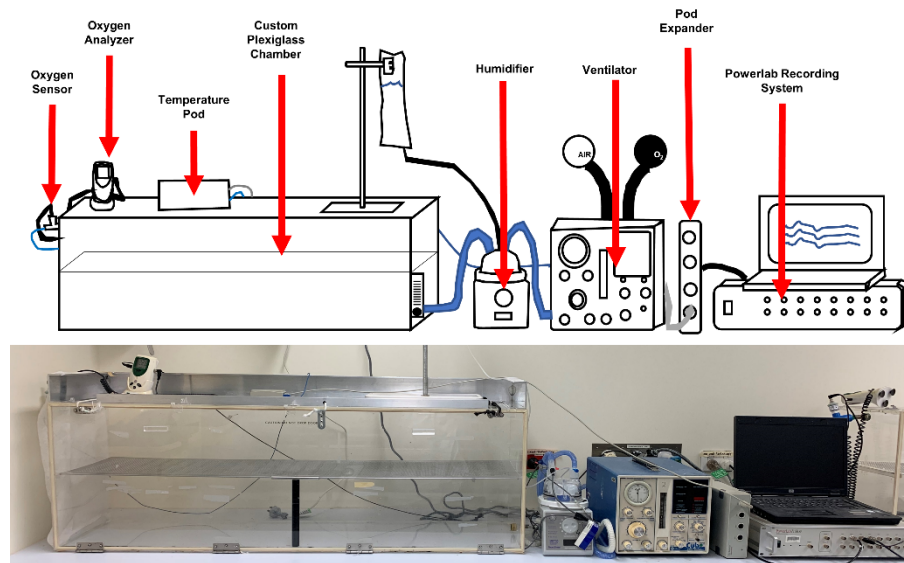 Oxygen
Analyzer
Oxygen
Sensor
Temperature
Pod
Custom
Plexiglass
Chamber
Humidifier
Ventilator
Pod
Expander
Powerlab Recording
System
AIR
O₂